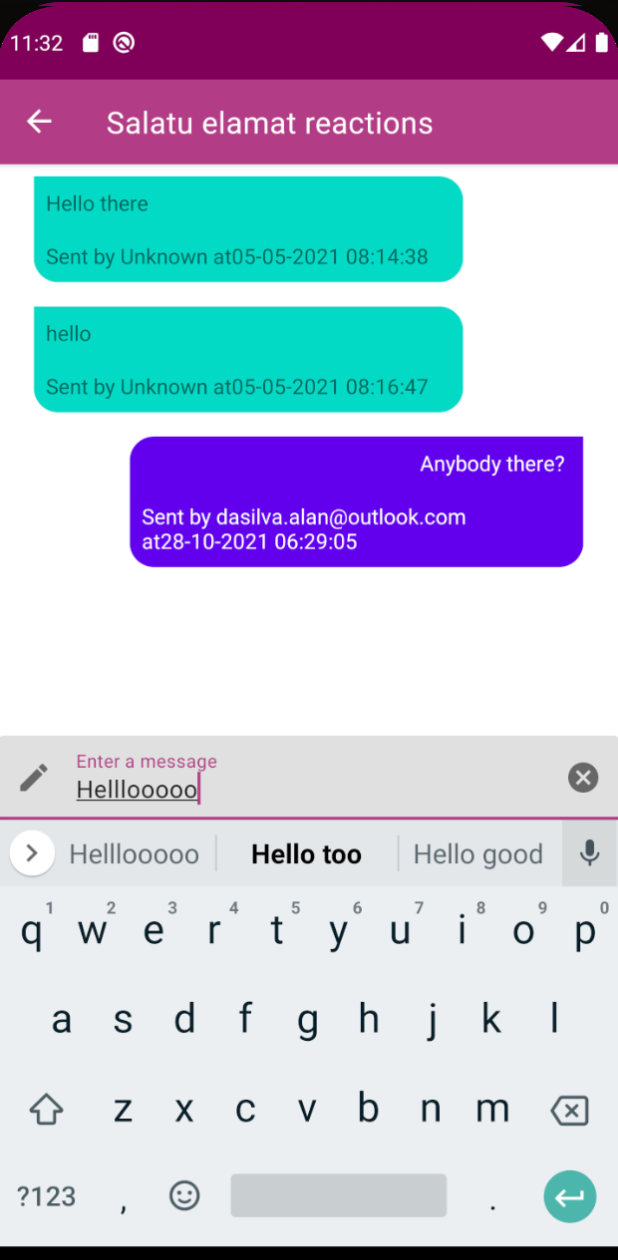 11:32
Salatu elamat reactions
Hello there
Sent by Unknown at05-05-2021 08:14:38
hello
Sent by Unknown at05-05-2021 08:16:47
Anybody there?
Sent by dasilva.alan@outlook.com
at28-10-2021 06:29:05
Enter a message
Hellloooooo
Hellloooooo Hello too Hello good
1 2 3 4 5 6 7 8 9 0
q w e r t y u i o p
a s d f g h j k l
z x c v b n m
?123 , .